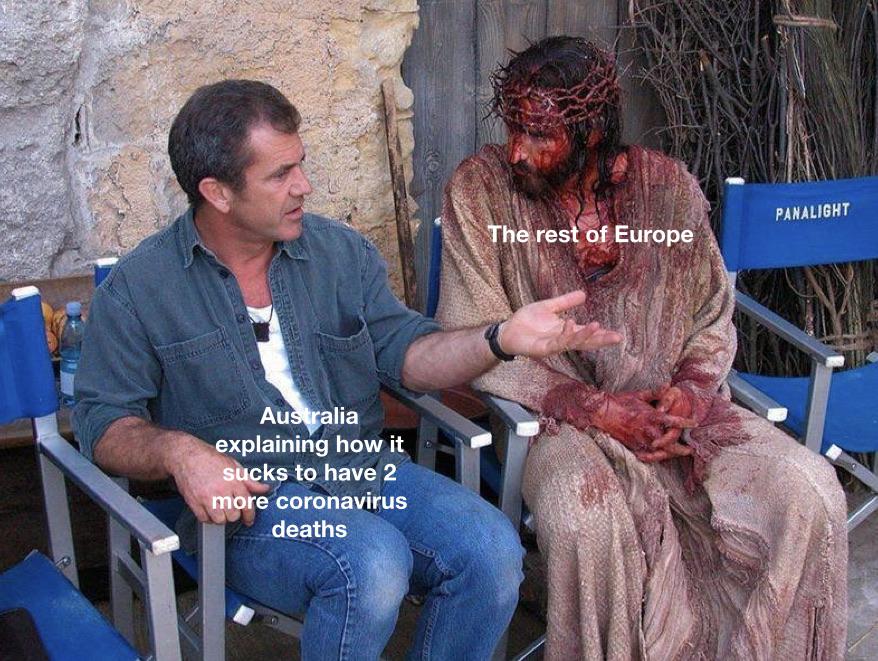 PANALIGHT
The rest of Europe
Australia
explaining how it
sucks to have 2
more coronavirus
deaths